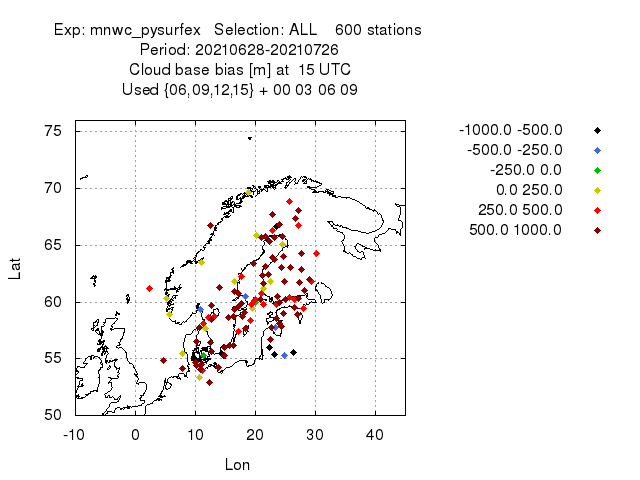 Exp: mnwc_pysurfex   Selection: ALL    600 stations
Period: 20210628-20210726
Cloud base bias [m] at  15 UTC
Used {06,09,12,15} + 00 03 06 09
-1000.0 -500.0
-500.0 -250.0
-250.0 0.0
0.0 250.0
250.0 500.0
500.0 1000.0
75
70
65
60
55
50
Lat
-10 0 10 20 30 40
Lon